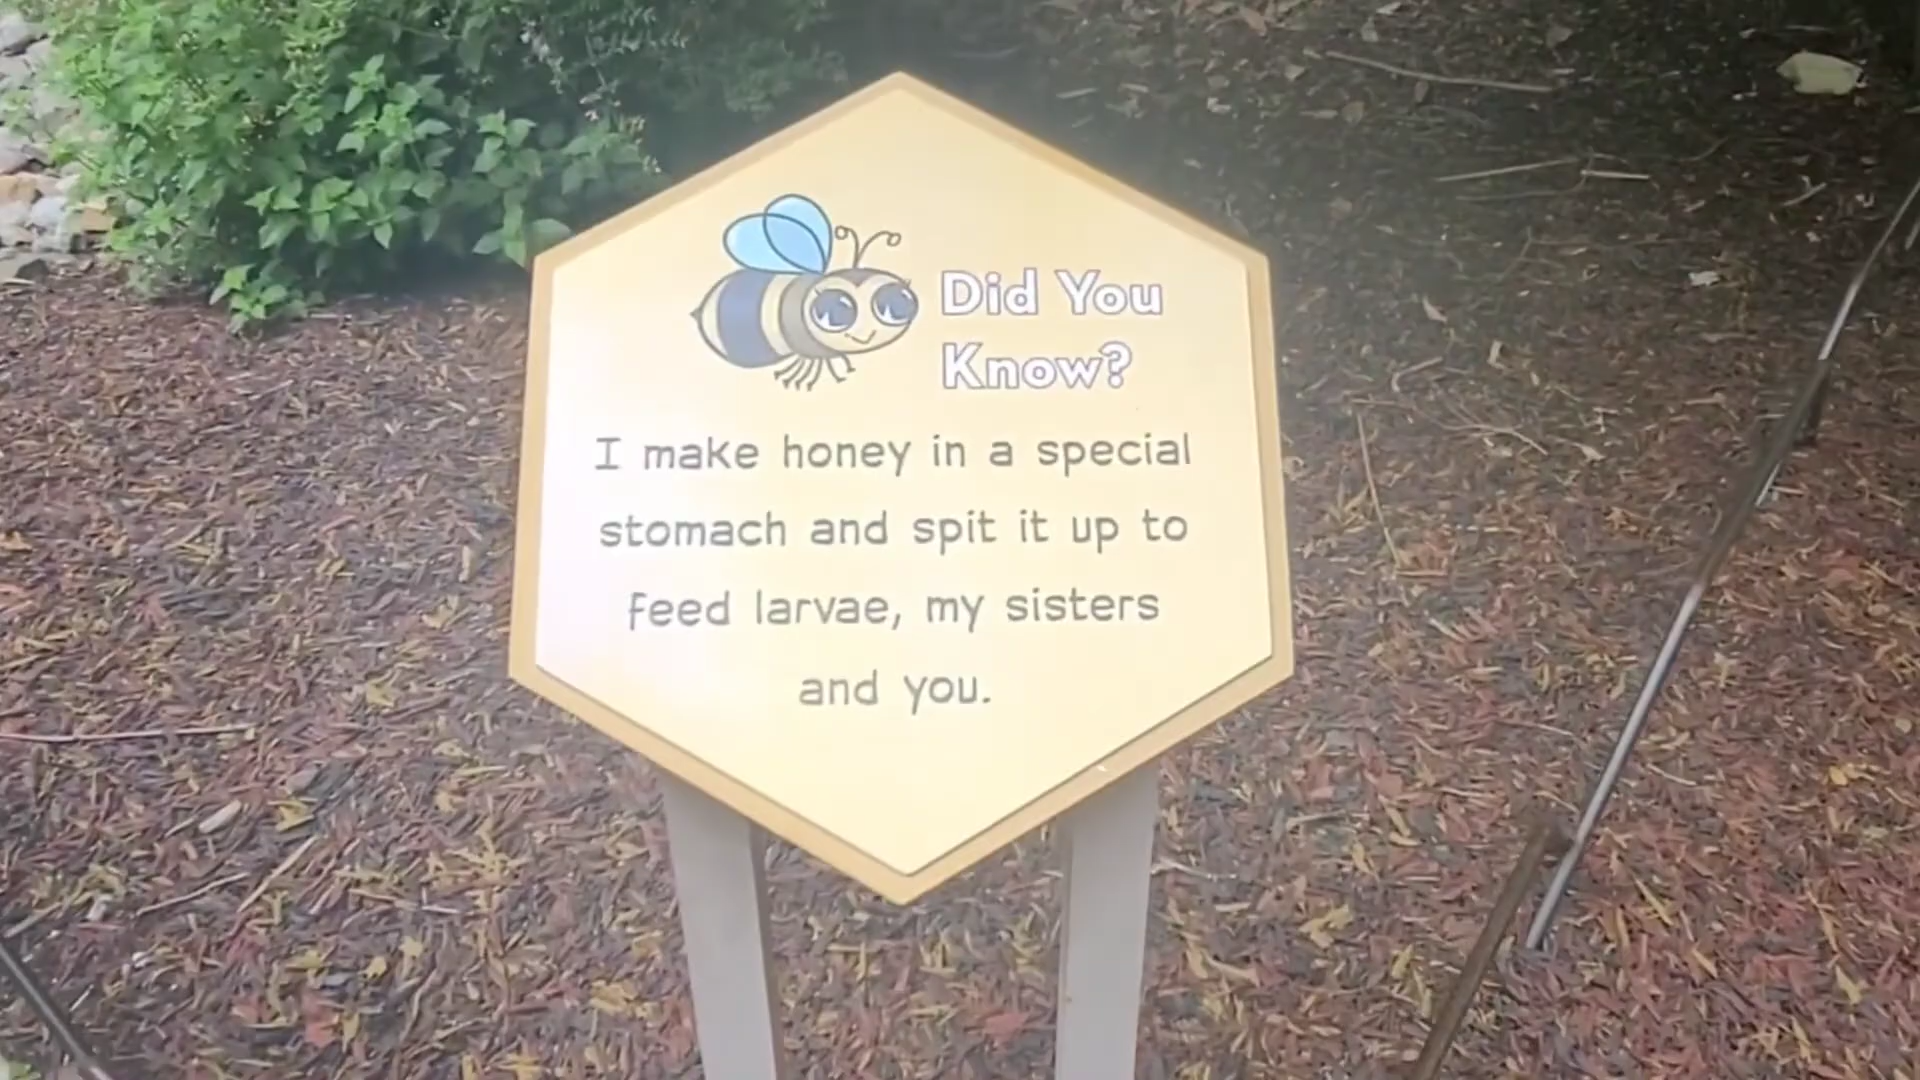 Did You
Know?
I make honey in a special
stomach and spit it up to
feed larvae, my sisters
and you.